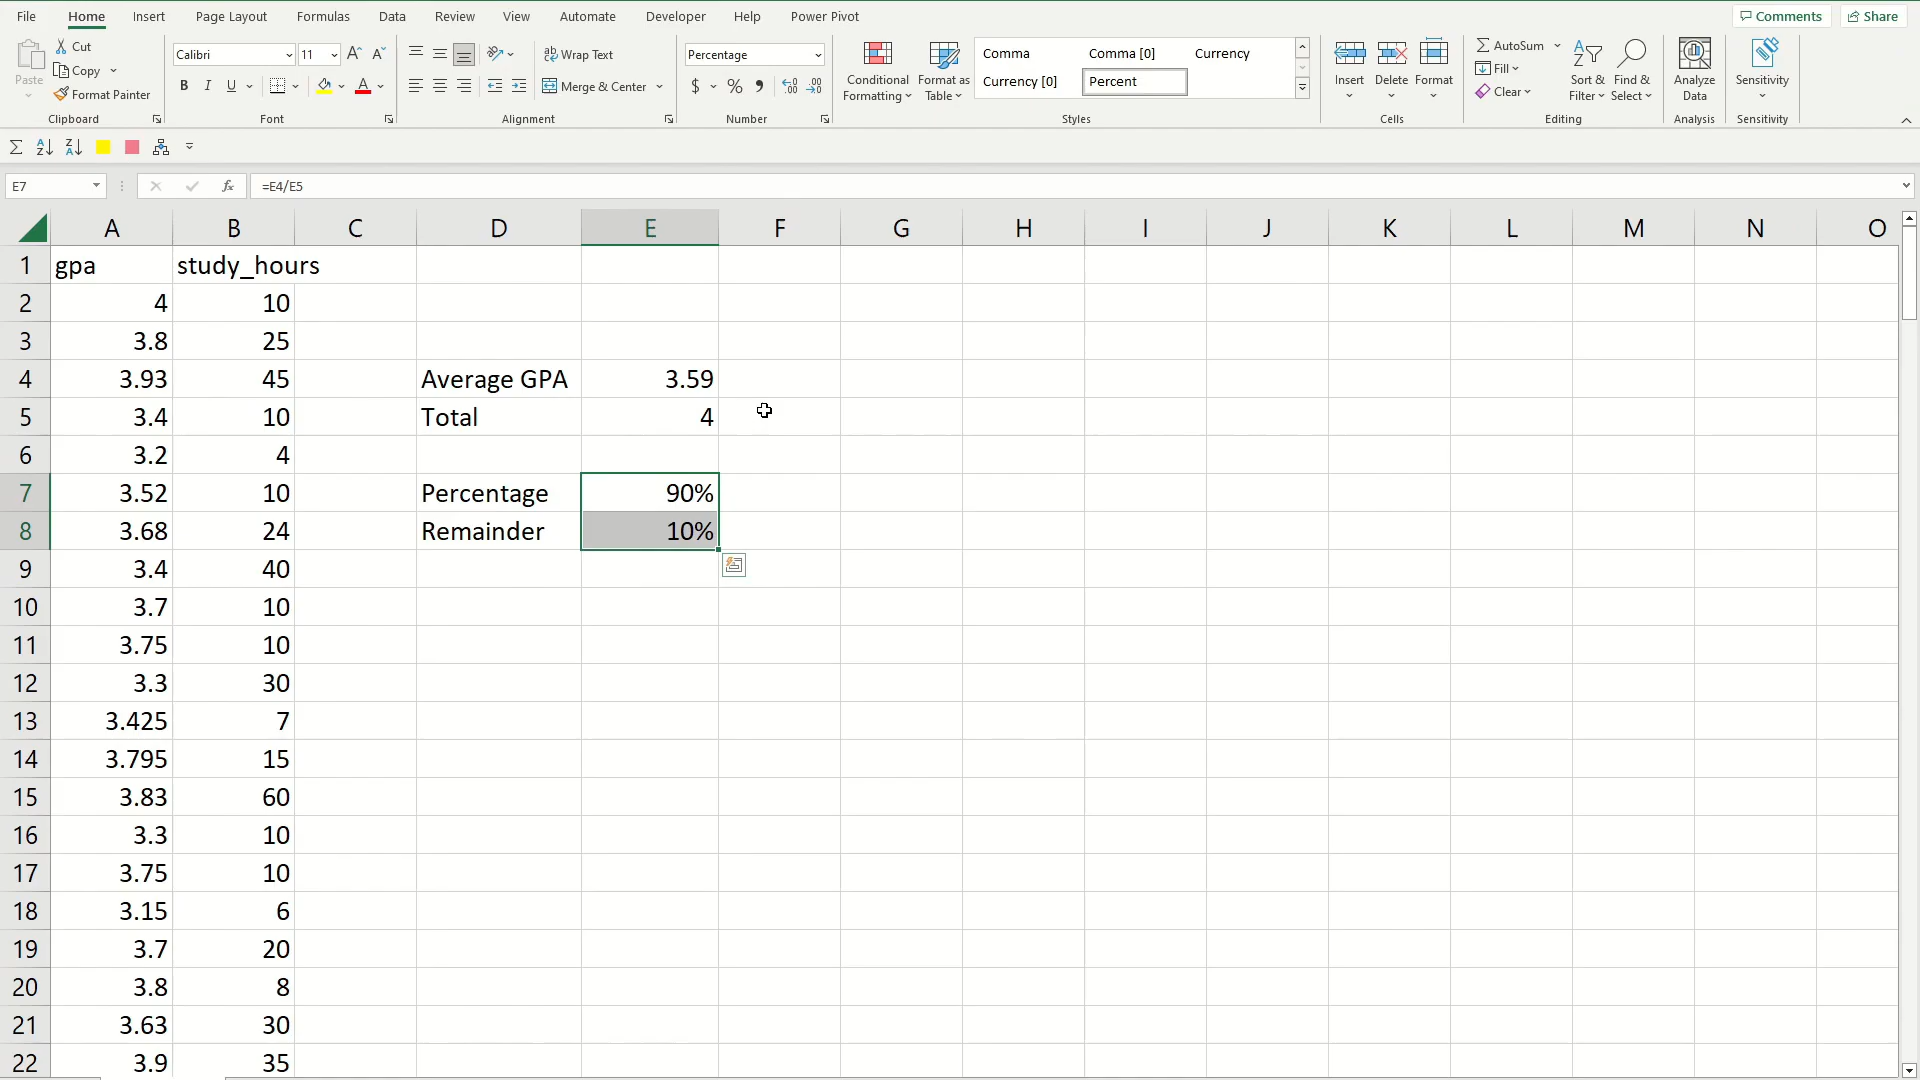 File Home Insert Page Layout Formulas Data Review View Automate Developer Help Power Pivot Comments Share
Paste Cut Copy Format Painter Clipboard
Calibri 11 B I U A Font
ab Wrap Text Merge & Center Alignment
Percentage $ % 9 Number
Conditional Formatting Format as Table Comma Comma [0] Currency Currency [0] Percent Styles
Insert Delete Format Cells
AutoSum Fill Clear Sort & Filter Find & Select Editing
Analyze Data Analysis
Sensitivity Sensitivity
E7 fx =E4/E5
A B C D E F G H I J K L M N O
1 gpa study_hours
2 4 10
3 3.8 25
4 3.93 45 Average GPA 3.59
5 3.4 10 Total 4
6 3.2 4
7 3.52 10 Percentage 90%
8 3.68 24 Remainder 10%
9 3.4 40
10 3.7 10
11 3.75 10
12 3.3 30
13 3.425 7
14 3.795 15
15 3.83 60
16 3.3 10
17 3.75 10
18 3.15 6
19 3.7 20
20 3.8 8
21 3.63 30
22 3.9 35